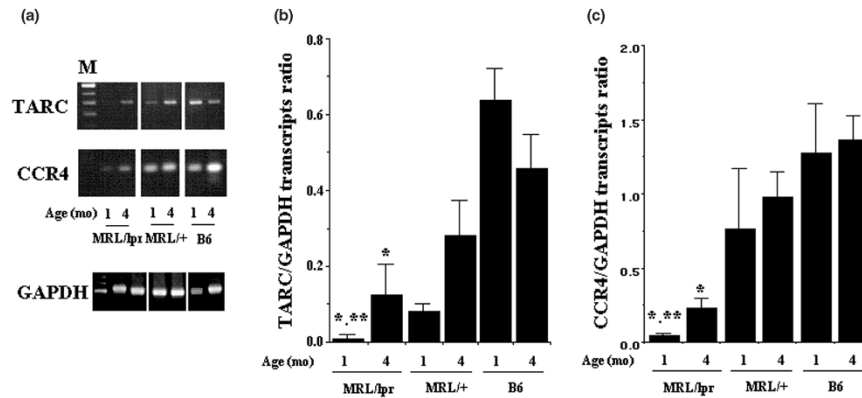 (a)
M
TARC
CCR4
Age (mo) 1 4 1 4 1 4
MRL/lpr MRL/+ B6
GAPDH
(b)
TARC/GAPDH transcripts ratio
0.8
0.6
0.4
0.2
0.0
*,**
*
Age (mo) 1 4 1 4 1 4
MRL/lpr MRL/+ B6
(c)
CCR4/GAPDH transcripts ratio
2.0
1.5
1.0
0.5
0.0
*,**
*
Age (mo) 1 4 1 4 1 4
MRL/lpr MRL/+ B6